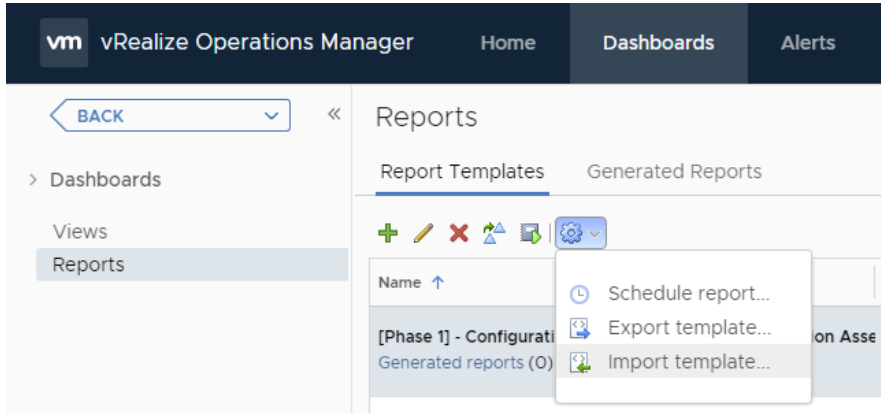 vm vRealize Operations Manager Home Dashboards Alerts
BACK
Reports
Report Templates Generated Reports
Dashboards
Views
Reports
Name
Schedule report...
Export template...
Import template...
[Phase 1] - Configurati ion Asse
Generated reports (0)